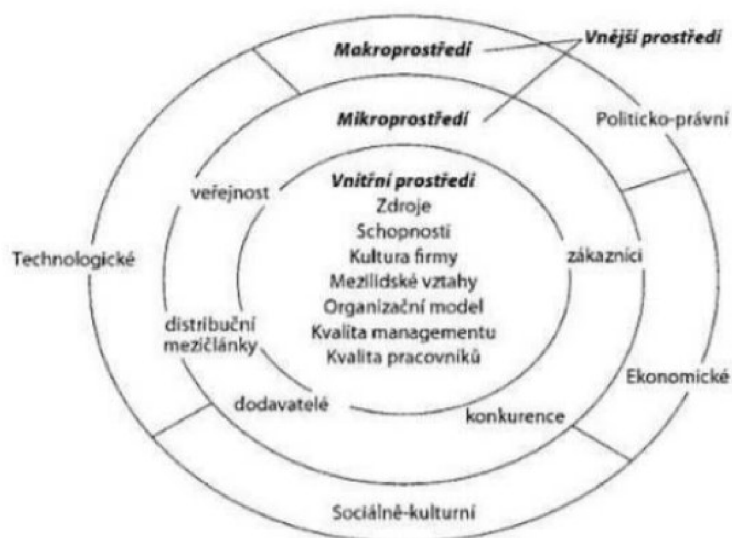 Makroprostředí
Vnější prostředí
Mikroprostředí
Politicko-právní
veřejnost
Vnitřní prostředí
Zdroje
Schopnosti
Kultura firmy
Mezilidské vztahy
Organizační model
Kvalita managementu
Kvalita pracovníků
Technologické
zákazníci
distribuční
mezičlánky
dodavatelé
konkurence
Ekonomické
Sociálně-kulturní